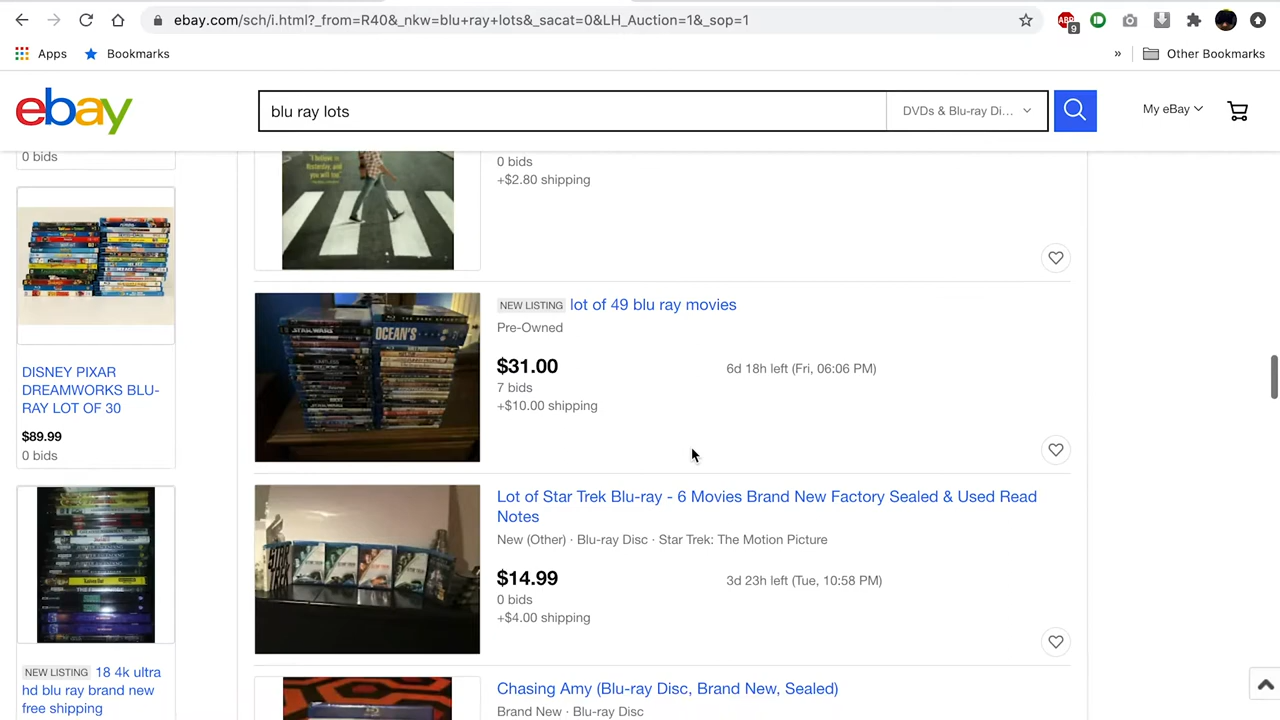 ebay.com/sch/i.html?_from=R40&_nkw=blu+ray+lots&_sacat=0&LH_Auction=1&_sop=1
ABP
9
Apps
Bookmarks
»
Other Bookmarks
ebay
blu ray lots
DVDs & Blu-ray Di...
My eBay
0 bids
DISNEY PIXAR
DREAMWORKS BLU-
RAY LOT OF 30
$89.99
0 bids
NEW LISTING 18 4k ultra
hd blu ray brand new
free shipping
0 bids
+$2.80 shipping
NEW LISTING lot of 49 blu ray movies
Pre-Owned
$31.00
6d 18h left (Fri, 06:06 PM)
7 bids
+$10.00 shipping
STAR WARS
OCEAN'S
Lot of Star Trek Blu-ray - 6 Movies Brand New Factory Sealed & Used Read
Notes
New (Other) · Blu-ray Disc · Star Trek: The Motion Picture
$14.99
3d 23h left (Tue, 10:58 PM)
0 bids
+$4.00 shipping
Chasing Amy (Blu-ray Disc, Brand New, Sealed)
Brand New · Blu-ray Disc